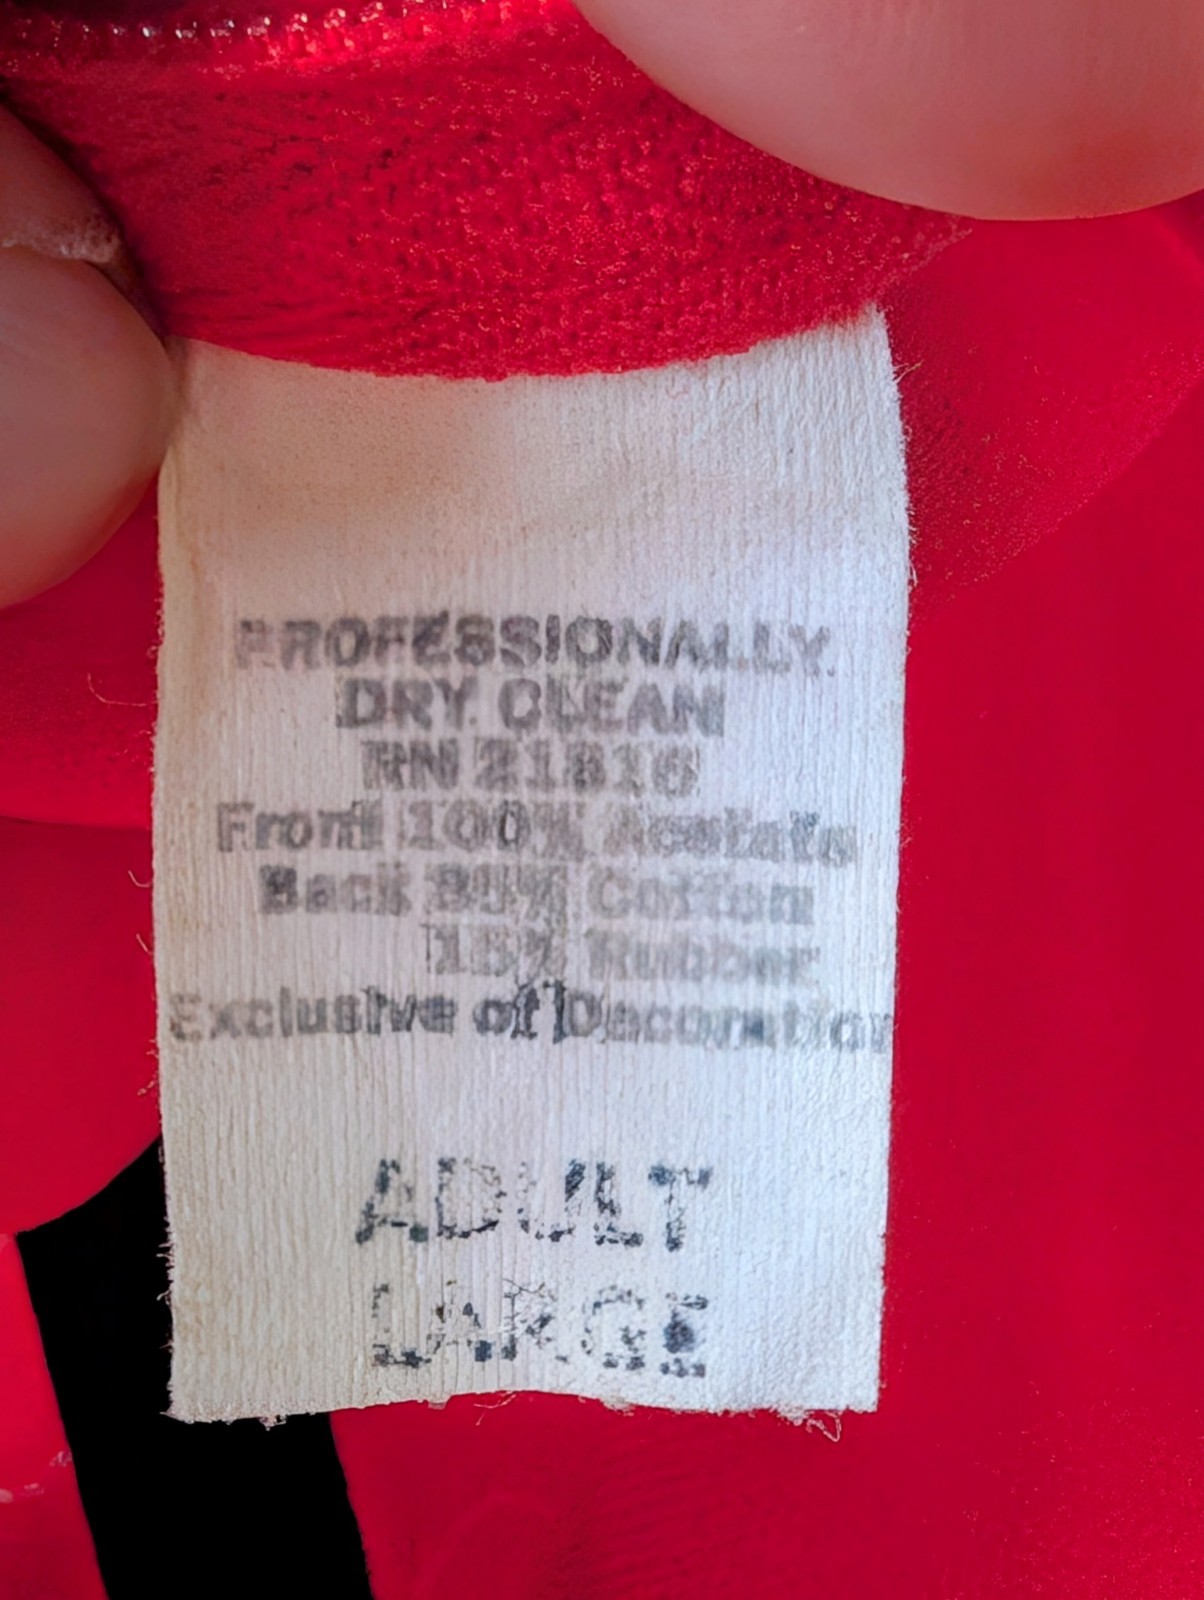 PROFESSIONALLY
DRY CLEAN
RN 21816
Front 100% Acetate
Back 85% Cotton
15% Rubber
Exclusive of Decoration
ADULT
LARGE